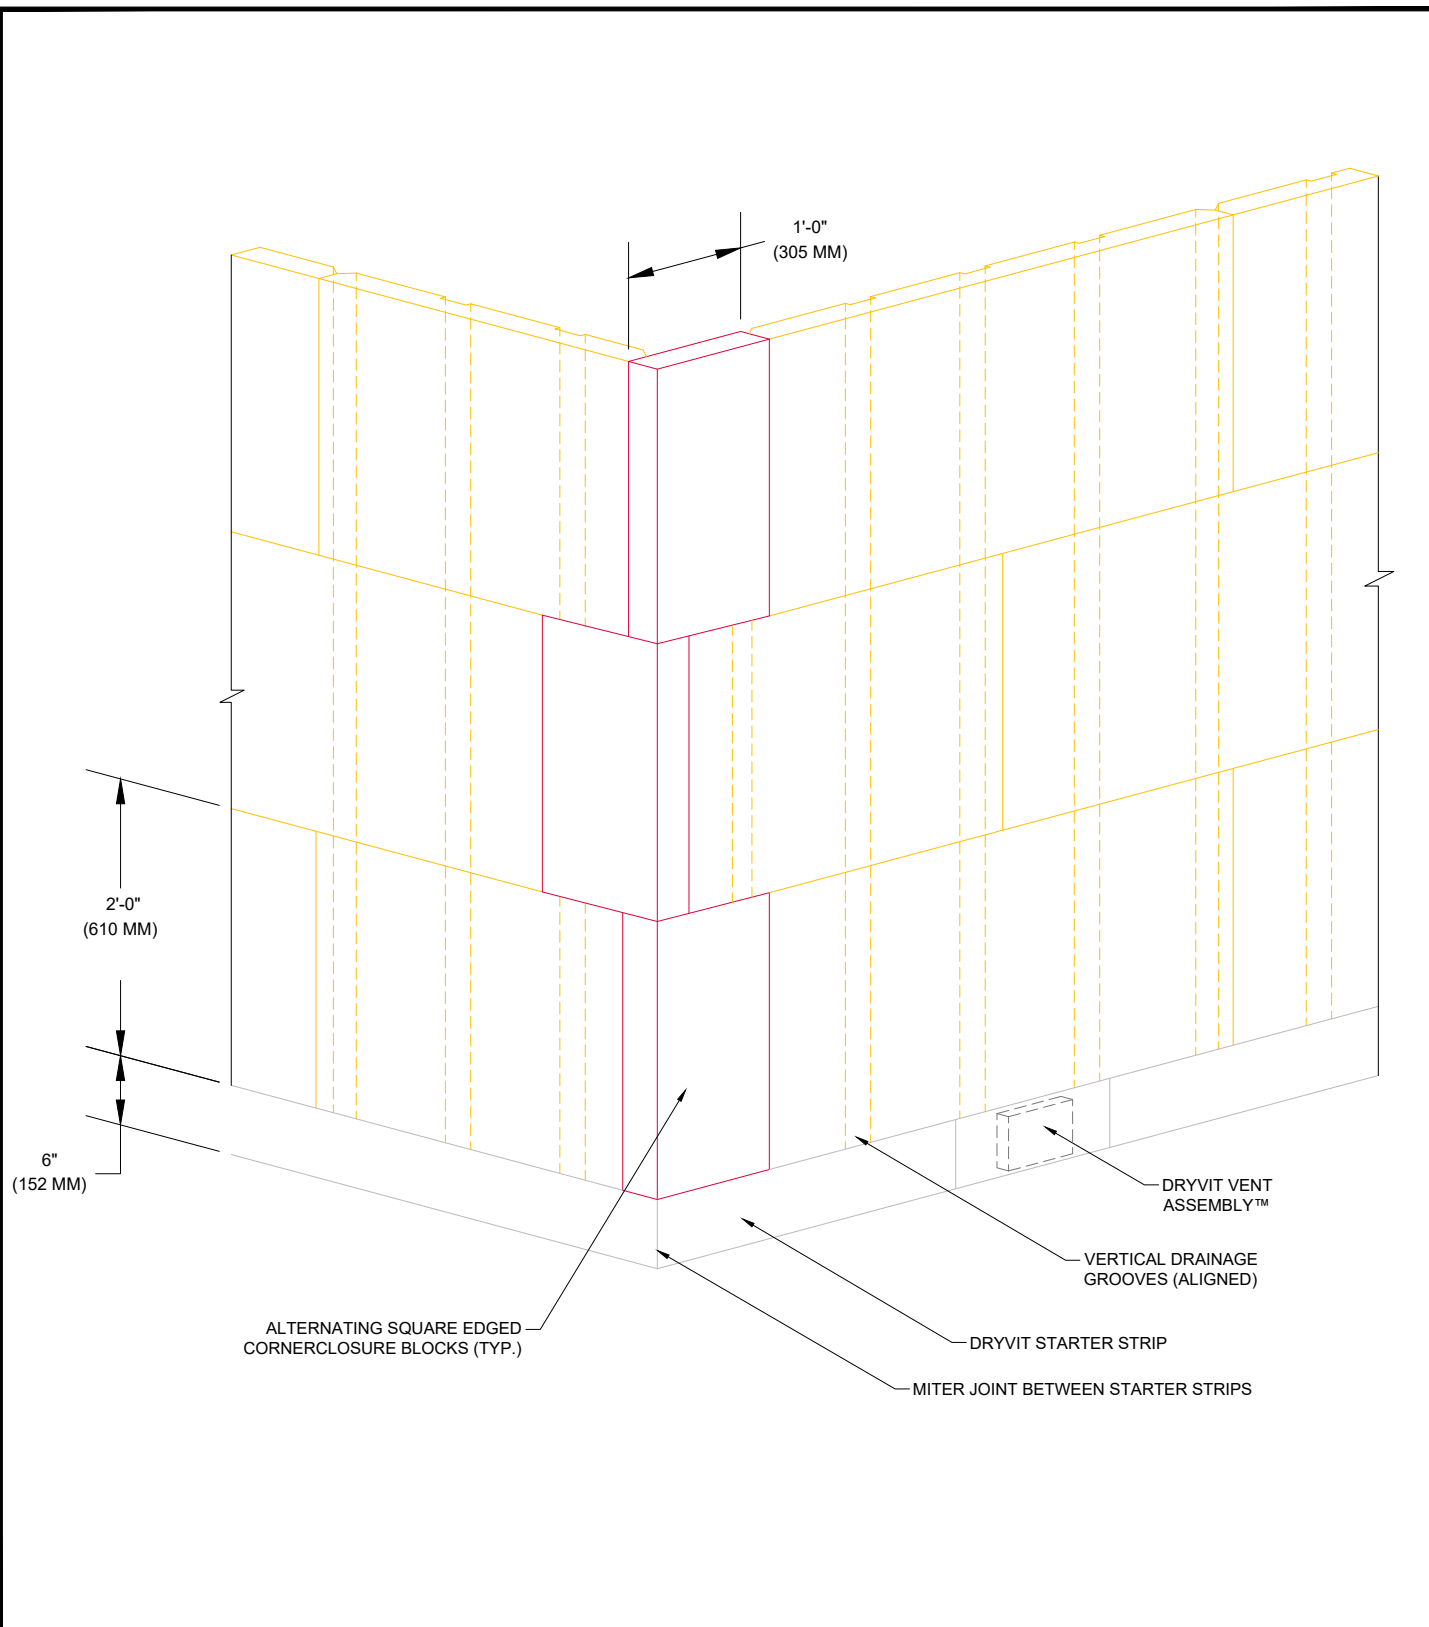 1'-0"
(305 MM)
2'-0"
(610 MM)
6"
(152 MM)
DRYVIT VENT
ASSEMBLY™
VERTICAL DRAINAGE
GROOVES (ALIGNED)
ALTERNATING SQUARE EDGED
CORNERCLOSURE BLOCKS (TYP.)
DRYVIT STARTER STRIP
MITER JOINT BETWEEN STARTER STRIPS